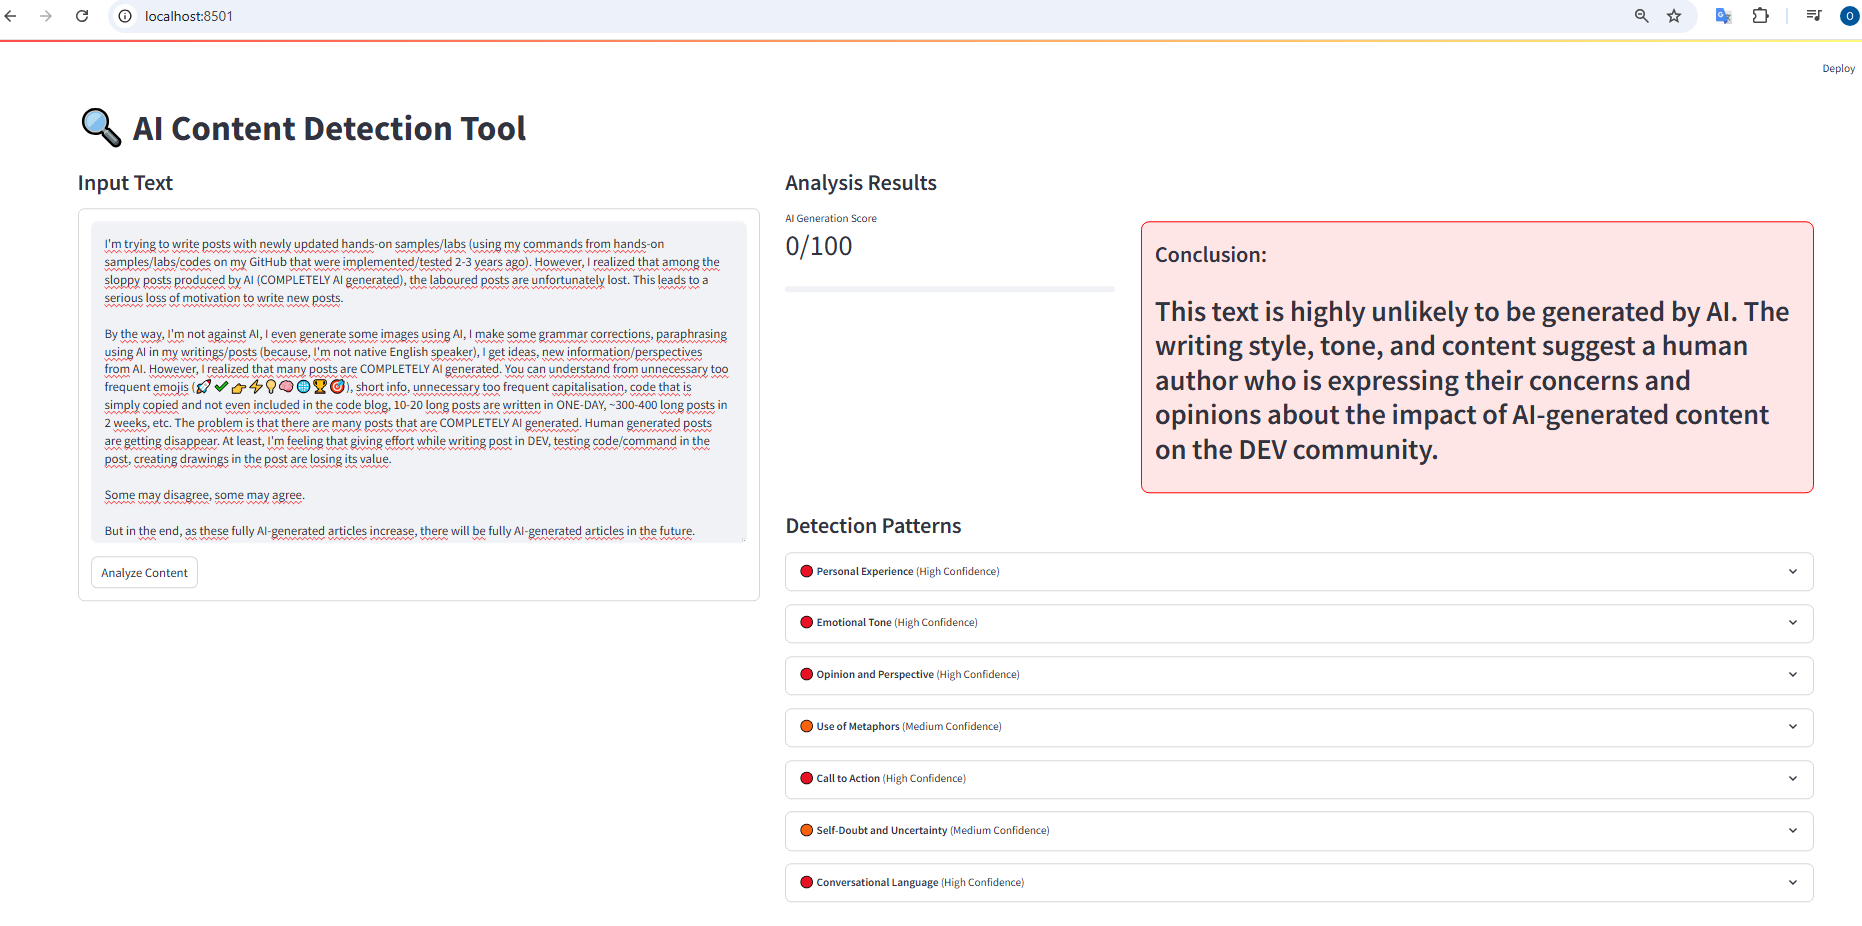 localhost:8501
O
Deploy
🔍 AI Content Detection Tool
Input Text
I'm trying to write posts with newly updated hands-on samples/labs (using my commands from hands-on
samples/labs/codes on my GitHub that were implemented/tested 2-3 years ago). However, I realized that among the
sloppy posts produced by AI (COMPLETELY AI generated), the laboured posts are unfortunately lost. This leads to a
serious loss of motivation to write new posts.
By the way, I'm not against AI, I even generate some images using AI, I make some grammar corrections, paraphrasing
using AI in my writings/posts (because, I'm not native English speaker), I get ideas, new information/perspectives
from AI. However, I realized that many posts are COMPLETELY AI generated. You can understand from unnecessary too
frequent emojis (🚀✅👉⚡💡🧠🌐🏆🎯), short info, unnecessary too frequent capitalisation, code that is
simply copied and not even included in the code blog, 10-20 long posts are written in ONE-DAY, ~300-400 long posts in
2 weeks, etc. The problem is that there are many posts that are COMPLETELY AI generated. Human generated posts
are getting disappear. At least, I'm feeling that giving effort while writing post in DEV, testing code/command in the
post, creating drawings in the post are losing its value.
Some may disagree, some may agree.
But in the end, as these fully AI-generated articles increase, there will be fully AI-generated articles in the future.
Analyze Content
Analysis Results
AI Generation Score
0/100
Conclusion:
This text is highly unlikely to be generated by AI. The
writing style, tone, and content suggest a human
author who is expressing their concerns and
opinions about the impact of AI-generated content
on the DEV community.
Detection Patterns
Personal Experience (High Confidence)
Emotional Tone (High Confidence)
Opinion and Perspective (High Confidence)
Use of Metaphors (Medium Confidence)
Call to Action (High Confidence)
Self-Doubt and Uncertainty (Medium Confidence)
Conversational Language (High Confidence)